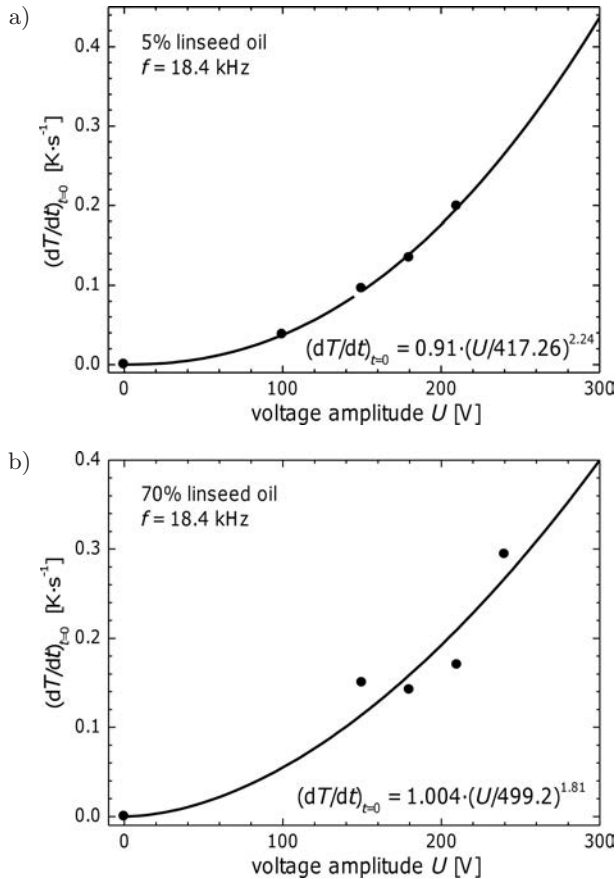 a)
5% linseed oil
f = 18.4 kHz
(dT/dt)t=0 [K·s⁻¹]
0.4
0.3
0.2
0.1
0.0
(dT/dt)t=0 = 0.91·(U/417.26)^2.24
0 100 200 300
voltage amplitude U [V]
b)
70% linseed oil
f = 18.4 kHz
(dT/dt)t=0 [K·s⁻¹]
0.4
0.3
0.2
0.1
0.0
(dT/dt)t=0 = 1.004·(U/499.2)^1.81
0 100 200 300
voltage amplitude U [V]